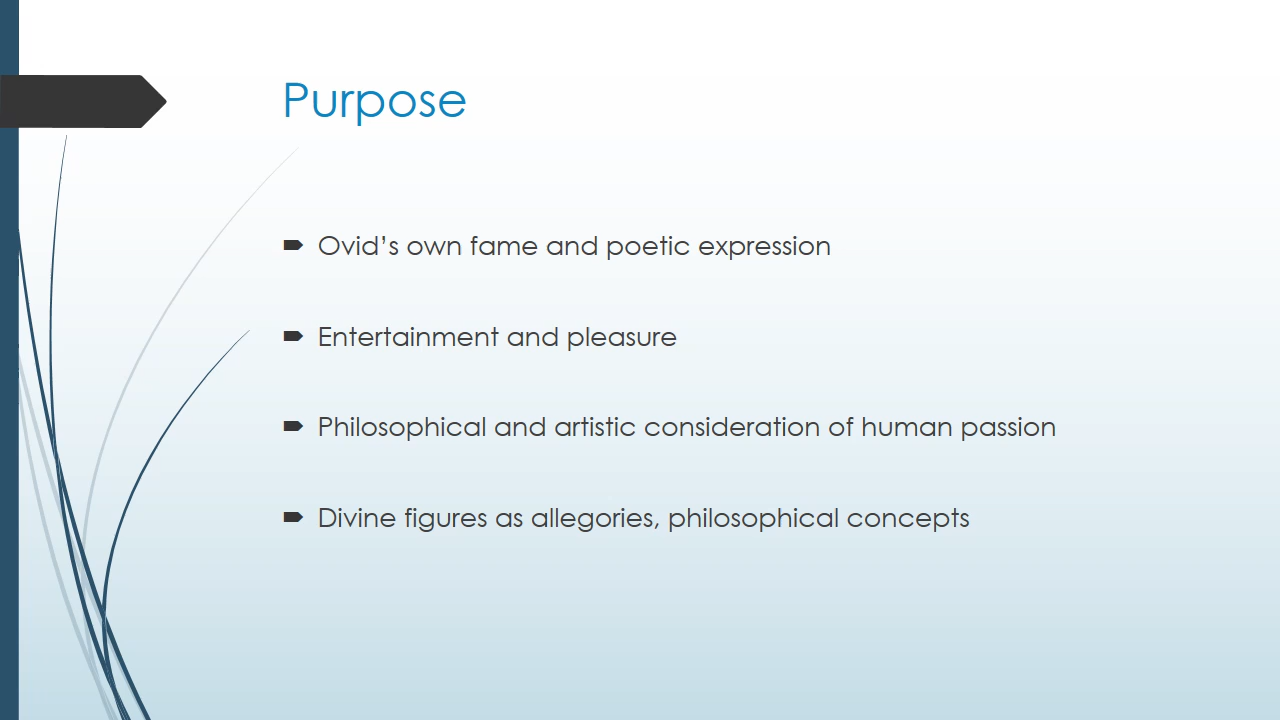 Purpose
Ovid’s own fame and poetic expression
Entertainment and pleasure
Philosophical and artistic consideration of human passion
Divine figures as allegories, philosophical concepts